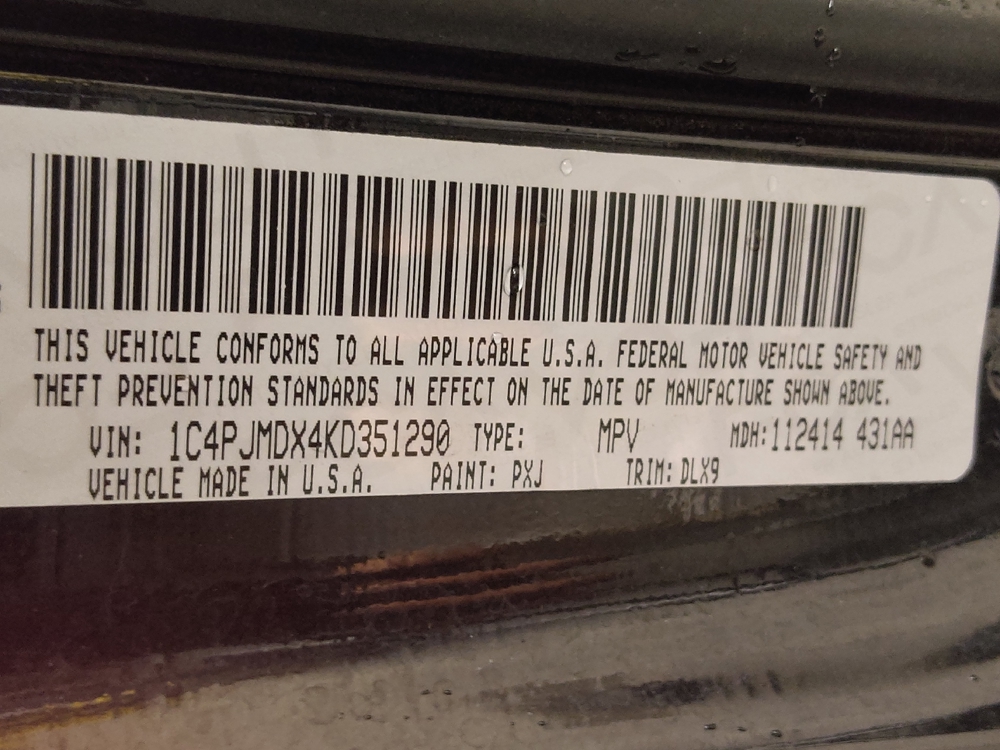 THIS VEHICLE CONFORMS TO ALL APPLICABLE U.S.A. FEDERAL MOTOR VEHICLE SAFETY AND
THEFT PREVENTION STANDARDS IN EFFECT ON THE DATE OF MANUFACTURE SHOWN ABOVE.
VIN: 1C4PJMDX4KD351290 TYPE: MPV MDH:112414 431AA
VEHICLE MADE IN U.S.A. PAINT: PXJ TRIM: DLX9